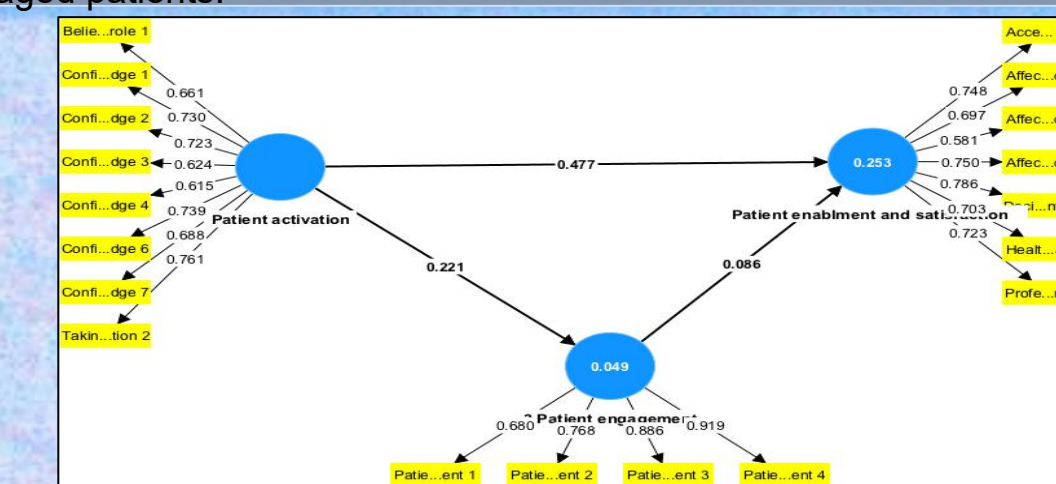 aged patients.
Belie...role 1
Confi...dge 1
Confi...dge 2
Confi...dge 3
Confi...dge 4
Confi...dge 6
Confi...dge 7
Takin...tion 2
0.661
0.730
0.723
0.624
0.615
0.739
0.688
0.761
Patient activation
0.477
0.221
0.086
0.253
Patient enablment and satisfaction
0.748
0.697
0.581
0.750
0.786
0.703
0.723
Acce...
Affec...
Affec...
Affec...
Healt...
Profe...
0.049
Patient engagement
0.680
0.768
0.886
0.919
Patie...ent 1
Patie...ent 2
Patie...ent 3
Patie...ent 4